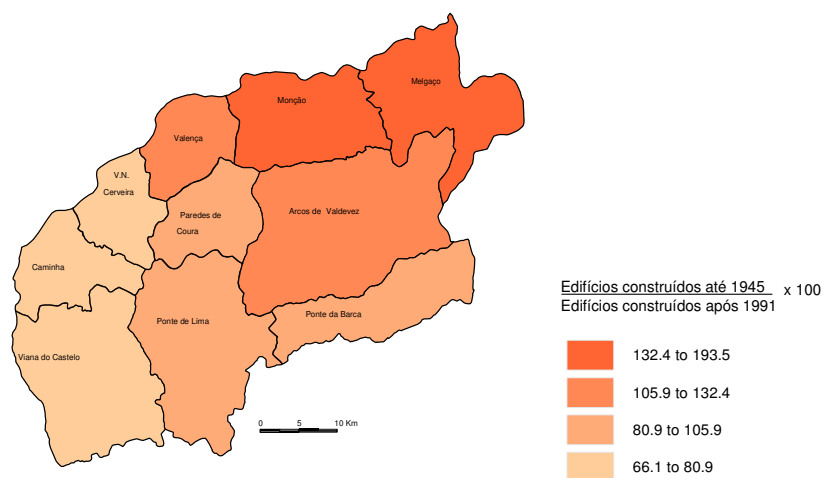 Melgaço
Monção
Valença
V.N.
Cerveira
Paredes de
Coura
Arcos de Valdevez
Caminha
Ponte de Lima
Ponte da Barca
Viana do Castelo
0 5 10 Km
Edifícios construídos até 1945 x 100
Edifícios construídos após 1991
132.4 to 193.5
105.9 to 132.4
80.9 to 105.9
66.1 to 80.9